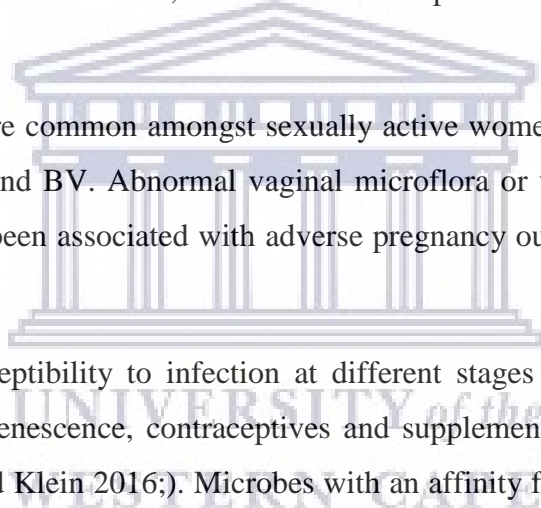 re common amongst sexually active wome
nd BV. Abnormal vaginal microflora or
been associated with adverse pregnancy ou
eptibility to infection at different stages
UNIVERSITY of the
enescence, contraceptives and supplemen
d Klein 2016;). Microbes with an affinity f
WESTERN CAPE